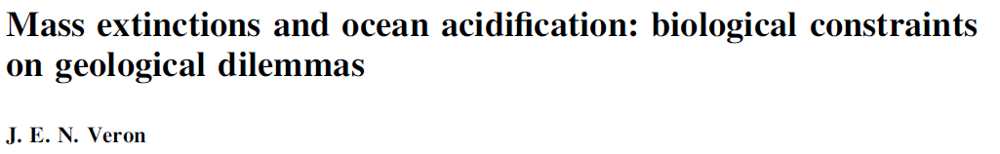 Mass extinctions and ocean acidification: biological constraints
on geological dilemmas
J. E. N. Veron